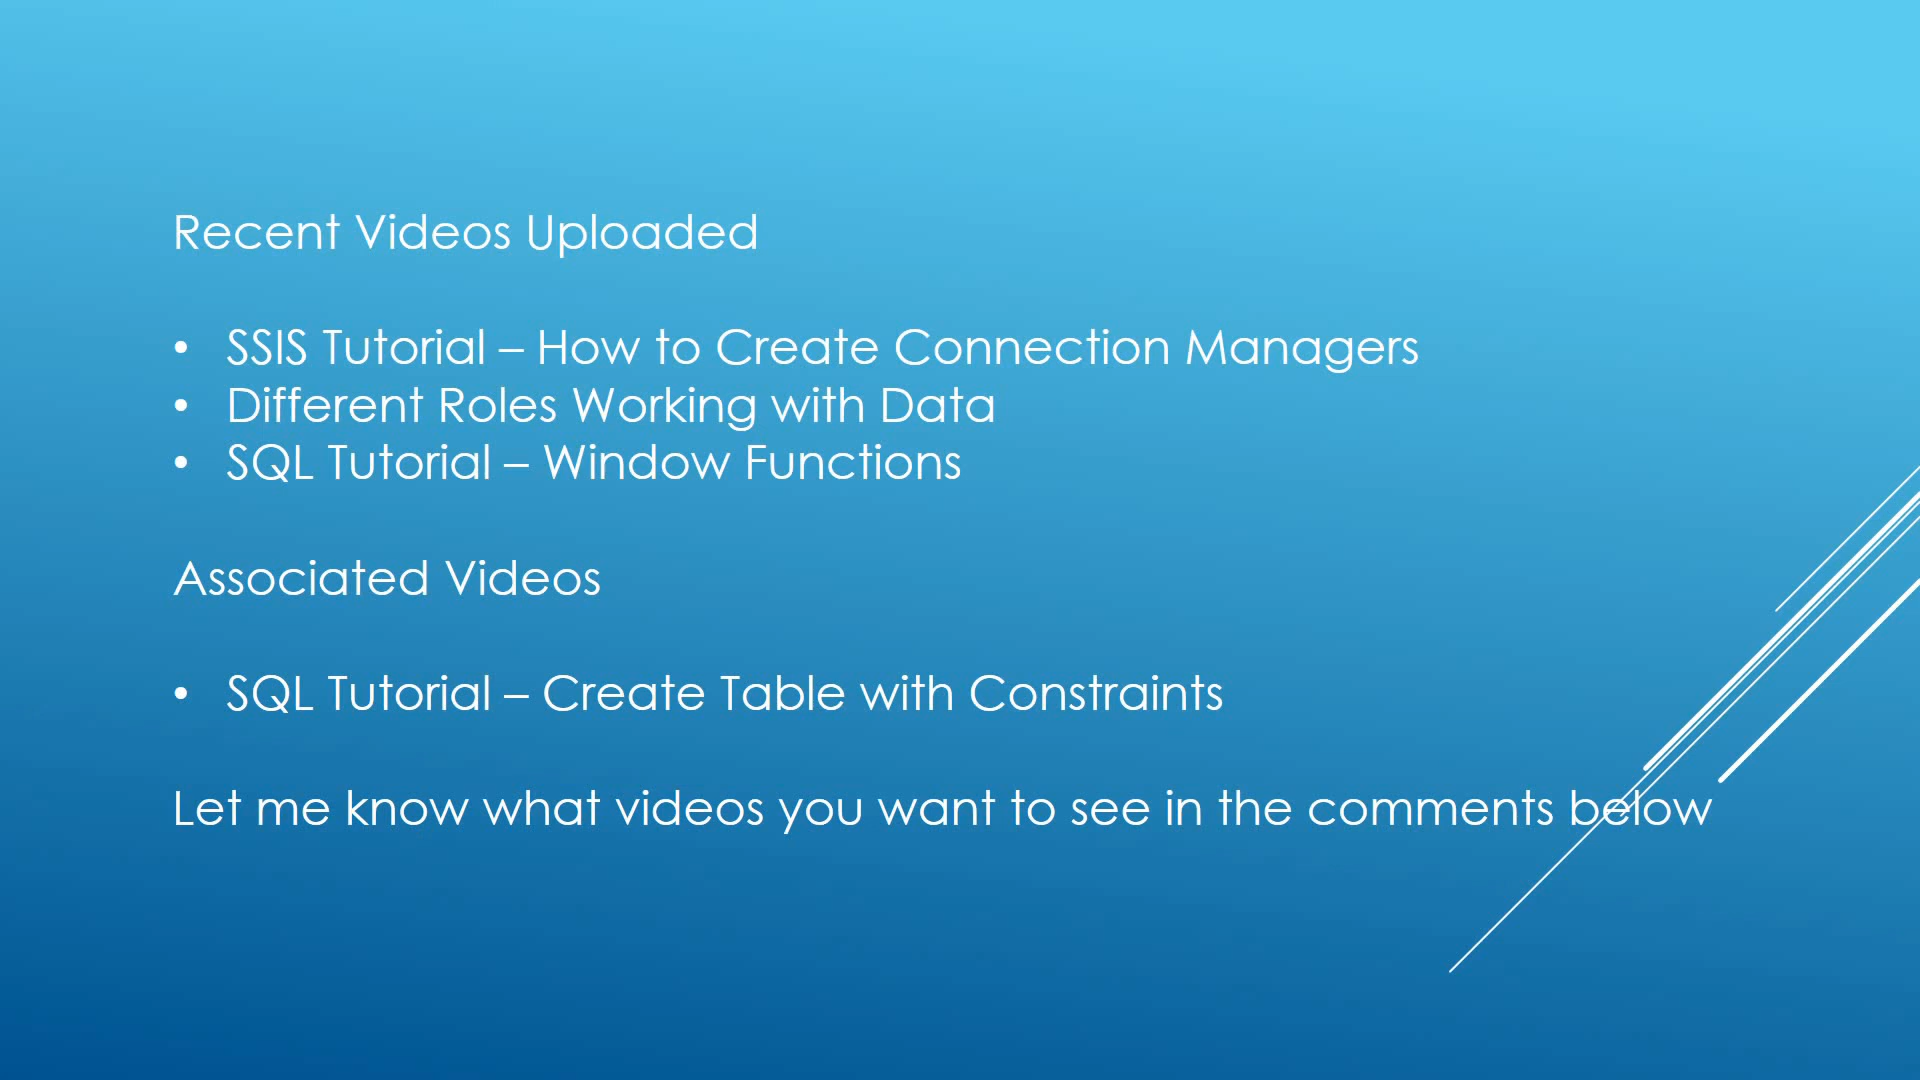 Recent Videos Uploaded
• SSIS Tutorial – How to Create Connection Managers
• Different Roles Working with Data
• SQL Tutorial – Window Functions
Associated Videos
• SQL Tutorial – Create Table with Constraints
Let me know what videos you want to see in the comments below